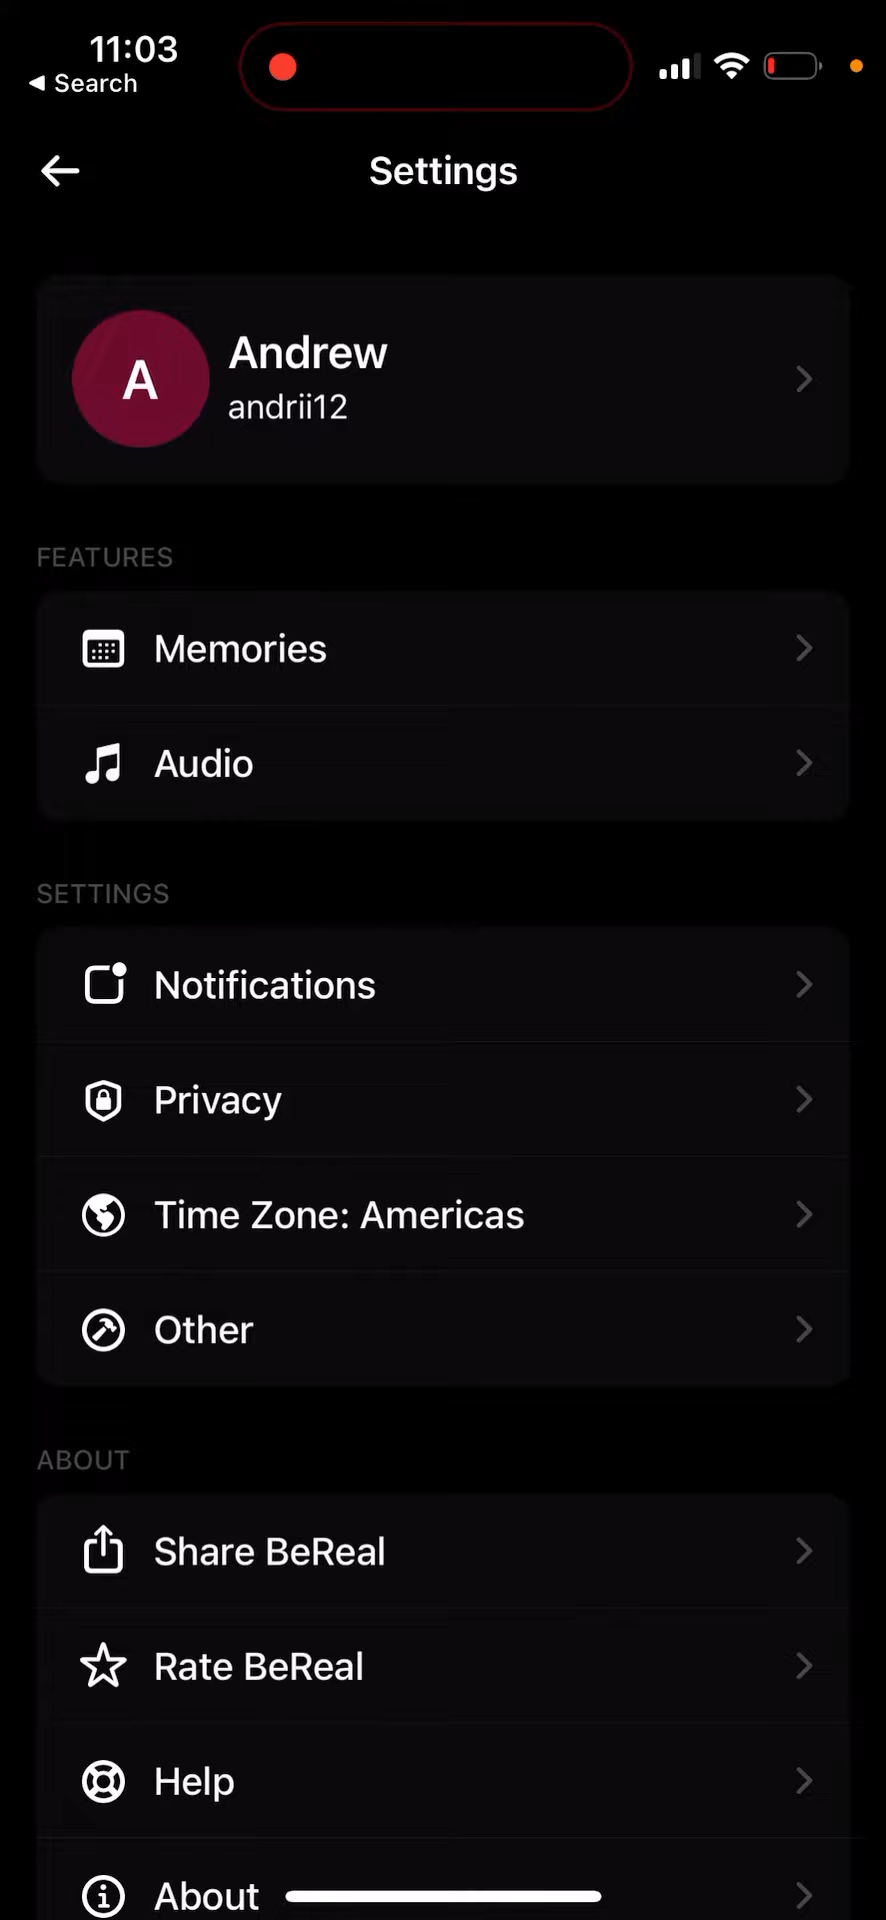 11:03
Search
Settings
A
Andrew
andrii12
FEATURES
Memories
Audio
SETTINGS
Notifications
Privacy
Time Zone: Americas
Other
ABOUT
Share BeReal
Rate BeReal
Help
About